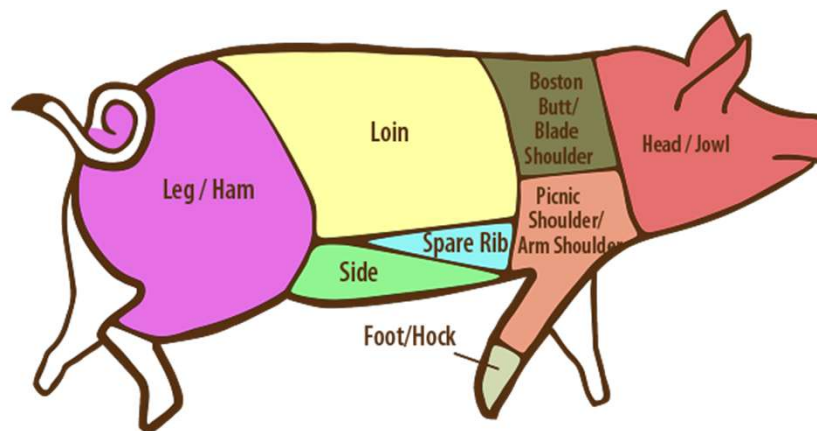 Boston
Butt/
Blade
Shoulder
Loin
Head / Jowl
Leg / Ham
Picnic
Shoulder/
Arm Shoulder
Spare Rib
Side
Foot/Hock